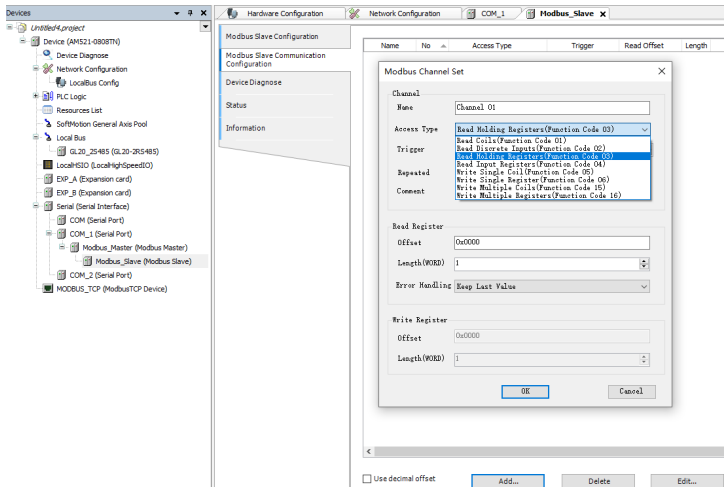 Devices
Untitled4.project
Device (AM521-0808TN)
Device Diagnose
Network Configuration
LocalBus Config
PLC Logic
Resources List
SoftMotion General Axis Pool
Local Bus
GL20_2S485 (GL20-2RS485)
LocalHSIO (LocalHighSpeedIO)
EXP_A (Expansion card)
EXP_B (Expansion card)
Serial (Serial Interface)
COM (Serial Port)
COM_1 (Serial Port)
Modbus_Master (Modbus Master)
Modbus_Slave (Modbus Slave)
COM_2 (Serial Port)
MODBUS_TCP (ModbusTCP Device)
Hardware Configuration
Network Configuration
COM_1
Modbus_Slave
Modbus Slave Configuration
Modbus Slave Communication
Configuration
Device Diagnose
Status
Information
Name No Access Type Trigger Read Offset Length
Modbus Channel Set
Channel
Name Channel 01
Access Type Read Holding Registers(Function Code 03)
Read Coils(Function Code 01)
Trigger Read Discrete Inputs(Function Code 02)
Read Holding Registers(Function Code 03)
Read Input Registers(Function Code 04)
Repeated Write Single Coil(Function Code 05)
Write Single Register(Function Code 06)
Comment Write Multiple Coils(Function Code 15)
Write Multiple Registers(Function Code 16)
Read Register
Offset 0x0000
Length(WORD) 1
Error Handling Keep Last Value
Write Register
Offset 0x0000
Length(WORD) 1
OK Cancel
Use decimal offset Add... Delete Edit...